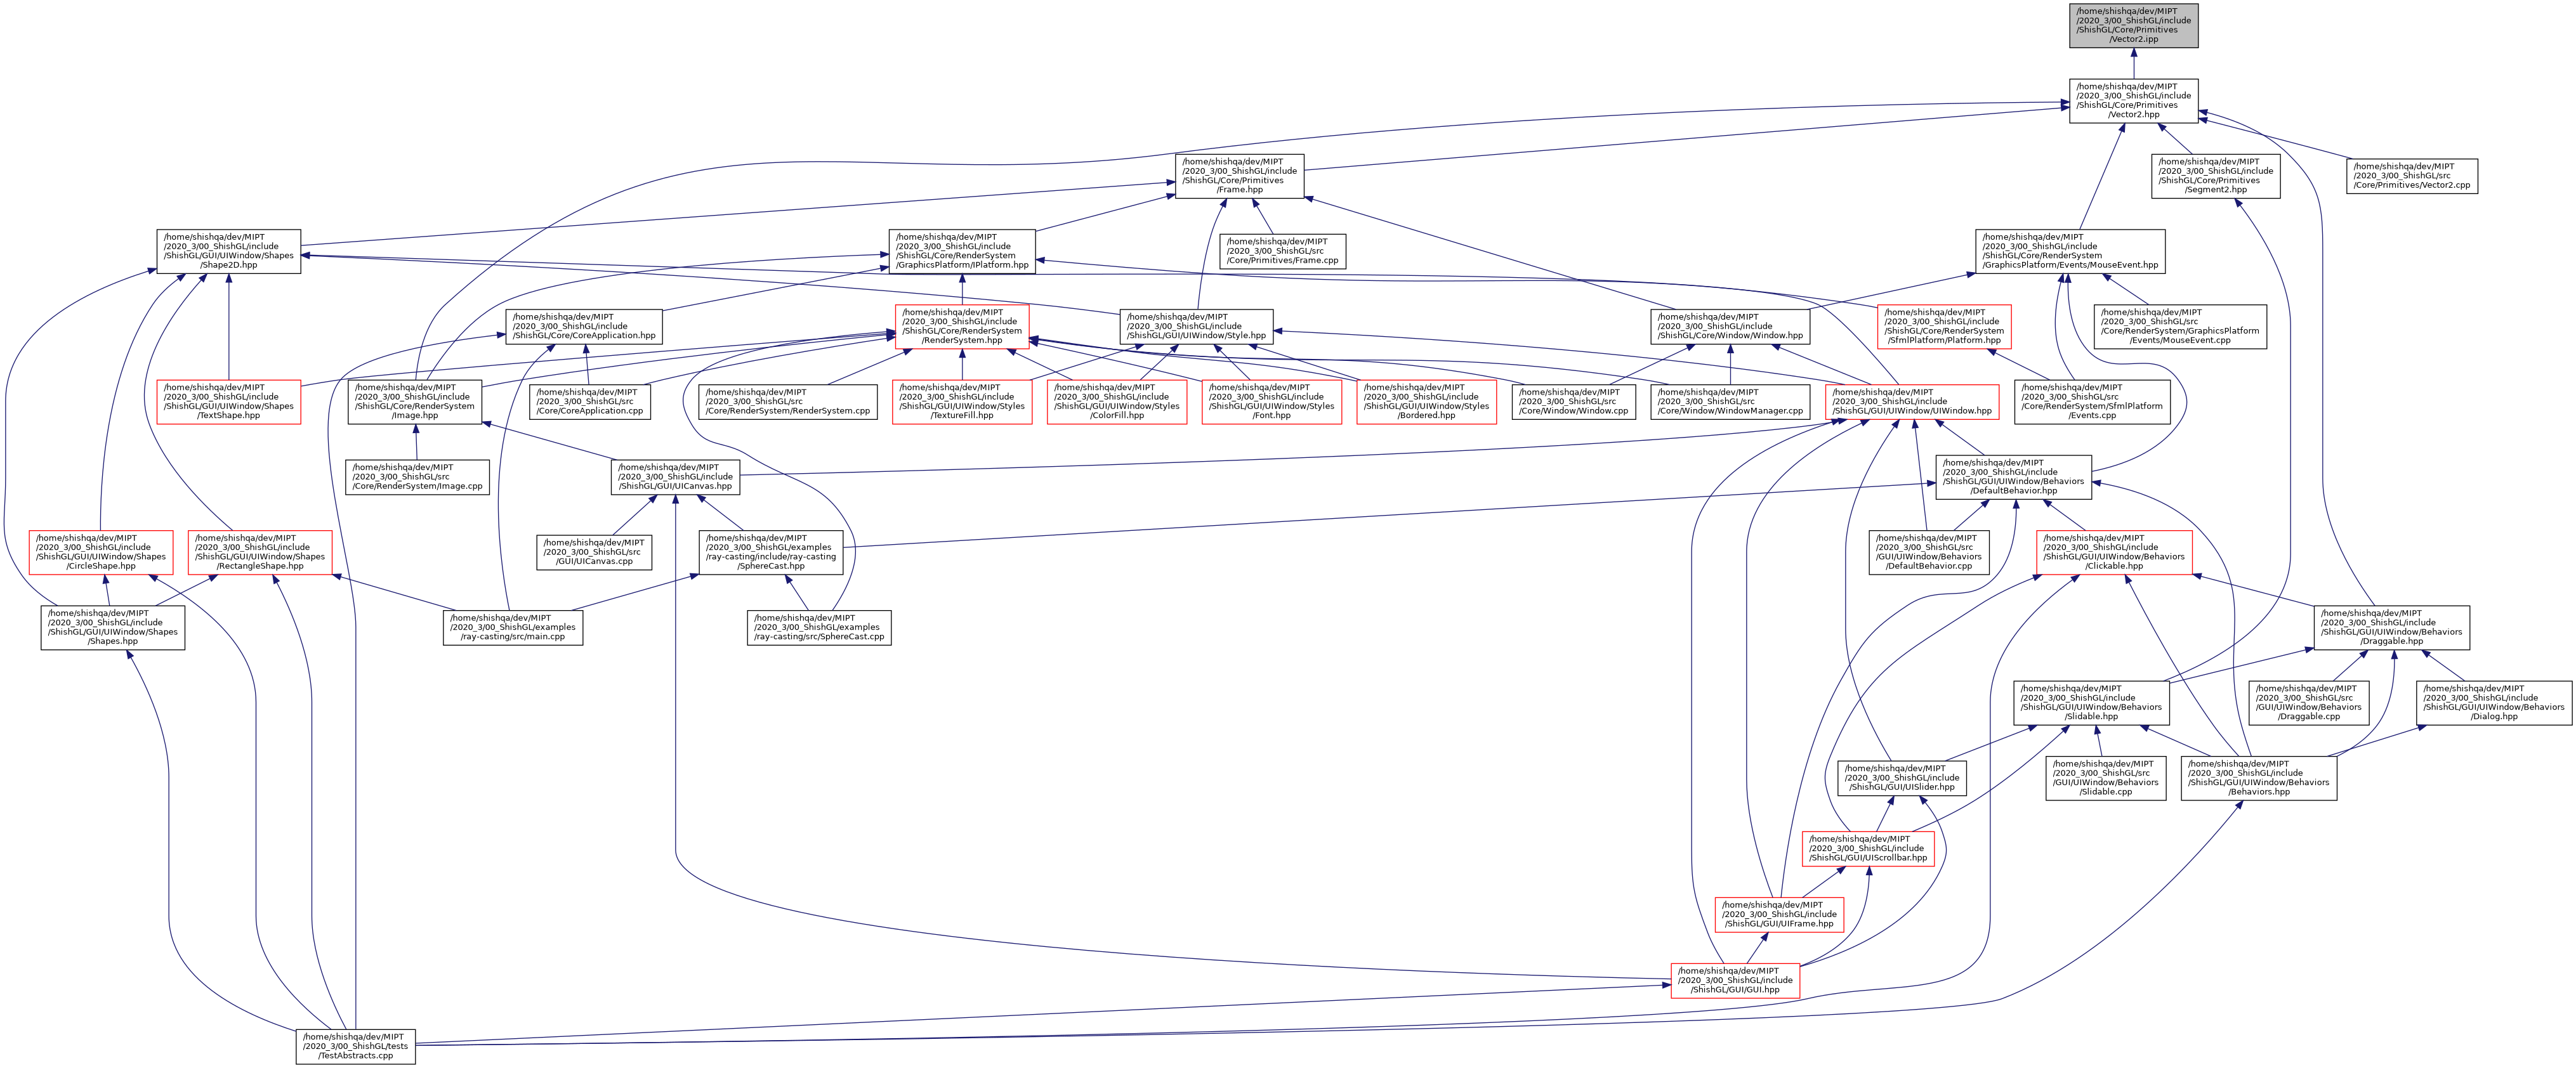 /home/shishqa/dev/MIPT
/2020_3/00_ShishGL/include
/ShishGL/Core/Primitives
/Vector2.ipp
/home/shishqa/dev/MIPT
/2020_3/00_ShishGL/include
/ShishGL/Core/Primitives
/Vector2.hpp
/home/shishqa/dev/MIPT
/2020_3/00_ShishGL/include
/ShishGL/Core/Primitives
/Frame.hpp
/home/shishqa/dev/MIPT
/2020_3/00_ShishGL/include
/ShishGL/Core/Primitives
/Segment2.hpp
/home/shishqa/dev/MIPT
/2020_3/00_ShishGL/src
/Core/Primitives/Vector2.cpp
/home/shishqa/dev/MIPT
/2020_3/00_ShishGL/include
/ShishGL/GUI/UIWindow/Shapes
/Shape2D.hpp
/home/shishqa/dev/MIPT
/2020_3/00_ShishGL/include
/ShishGL/Core/RenderSystem
/GraphicsPlatform/IPlatform.hpp
/home/shishqa/dev/MIPT
/2020_3/00_ShishGL/src
/Core/Primitives/Frame.cpp
/home/shishqa/dev/MIPT
/2020_3/00_ShishGL/include
/ShishGL/Core/RenderSystem
/GraphicsPlatform/Events/MouseEvent.hpp
/home/shishqa/dev/MIPT
/2020_3/00_ShishGL/include
/ShishGL/Core/CoreApplication.hpp
/home/shishqa/dev/MIPT
/2020_3/00_ShishGL/include
/ShishGL/Core/RenderSystem
/RenderSystem.hpp
/home/shishqa/dev/MIPT
/2020_3/00_ShishGL/include
/ShishGL/GUI/UIWindow/Style.hpp
/home/shishqa/dev/MIPT
/2020_3/00_ShishGL/include
/ShishGL/Core/Window/Window.hpp
/home/shishqa/dev/MIPT
/2020_3/00_ShishGL/include
/ShishGL/Core/RenderSystem
/SfmlPlatform/Platform.hpp
/home/shishqa/dev/MIPT
/2020_3/00_ShishGL/src
/Core/RenderSystem/GraphicsPlatform
/Events/MouseEvent.cpp
/home/shishqa/dev/MIPT
/2020_3/00_ShishGL/include
/ShishGL/GUI/UIWindow/Shapes
/TextShape.hpp
/home/shishqa/dev/MIPT
/2020_3/00_ShishGL/include
/ShishGL/Core/RenderSystem
/Image.hpp
/home/shishqa/dev/MIPT
/2020_3/00_ShishGL/src
/Core/CoreApplication.cpp
/home/shishqa/dev/MIPT
/2020_3/00_ShishGL/src
/Core/RenderSystem/RenderSystem.cpp
/home/shishqa/dev/MIPT
/2020_3/00_ShishGL/include
/ShishGL/GUI/UIWindow/Styles
/TextureFill.hpp
/home/shishqa/dev/MIPT
/2020_3/00_ShishGL/include
/ShishGL/GUI/UIWindow/Styles
/ColorFill.hpp
/home/shishqa/dev/MIPT
/2020_3/00_ShishGL/include
/ShishGL/GUI/UIWindow/Styles
/Font.hpp
/home/shishqa/dev/MIPT
/2020_3/00_ShishGL/include
/ShishGL/GUI/UIWindow/Styles
/Bordered.hpp
/home/shishqa/dev/MIPT
/2020_3/00_ShishGL/src
/Core/Window/Window.cpp
/home/shishqa/dev/MIPT
/2020_3/00_ShishGL/src
/Core/Window/WindowManager.cpp
/home/shishqa/dev/MIPT
/2020_3/00_ShishGL/include
/ShishGL/GUI/UIWindow/UIWindow.hpp
/home/shishqa/dev/MIPT
/2020_3/00_ShishGL/src
/Core/RenderSystem/SfmlPlatform
/Events.cpp
/home/shishqa/dev/MIPT
/2020_3/00_ShishGL/src
/Core/RenderSystem/Image.cpp
/home/shishqa/dev/MIPT
/2020_3/00_ShishGL/include
/ShishGL/GUI/UICanvas.hpp
/home/shishqa/dev/MIPT
/2020_3/00_ShishGL/include
/ShishGL/GUI/UIWindow/Behaviors
/DefaultBehavior.hpp
/home/shishqa/dev/MIPT
/2020_3/00_ShishGL/include
/ShishGL/GUI/UIWindow/Shapes
/CircleShape.hpp
/home/shishqa/dev/MIPT
/2020_3/00_ShishGL/include
/ShishGL/GUI/UIWindow/Shapes
/RectangleShape.hpp
/home/shishqa/dev/MIPT
/2020_3/00_ShishGL/src
/GUI/UICanvas.cpp
/home/shishqa/dev/MIPT
/2020_3/00_ShishGL/examples
/ray-casting/include/ray-casting
/SphereCast.hpp
/home/shishqa/dev/MIPT
/2020_3/00_ShishGL/src
/GUI/UIWindow/Behaviors
/DefaultBehavior.cpp
/home/shishqa/dev/MIPT
/2020_3/00_ShishGL/include
/ShishGL/GUI/UIWindow/Behaviors
/Clickable.hpp
/home/shishqa/dev/MIPT
/2020_3/00_ShishGL/include
/ShishGL/GUI/UIWindow/Shapes
/Shapes.hpp
/home/shishqa/dev/MIPT
/2020_3/00_ShishGL/examples
/ray-casting/src/main.cpp
/home/shishqa/dev/MIPT
/2020_3/00_ShishGL/examples
/ray-casting/src/SphereCast.cpp
/home/shishqa/dev/MIPT
/2020_3/00_ShishGL/include
/ShishGL/GUI/UIWindow/Behaviors
/Draggable.hpp
/home/shishqa/dev/MIPT
/2020_3/00_ShishGL/include
/ShishGL/GUI/UIWindow/Behaviors
/Slidable.hpp
/home/shishqa/dev/MIPT
/2020_3/00_ShishGL/src
/GUI/UIWindow/Behaviors
/Draggable.cpp
/home/shishqa/dev/MIPT
/2020_3/00_ShishGL/include
/ShishGL/GUI/UIWindow/Behaviors
/Dialog.hpp
/home/shishqa/dev/MIPT
/2020_3/00_ShishGL/include
/ShishGL/GUI/UISlider.hpp
/home/shishqa/dev/MIPT
/2020_3/00_ShishGL/src
/GUI/UIWindow/Behaviors
/Slidable.cpp
/home/shishqa/dev/MIPT
/2020_3/00_ShishGL/include
/ShishGL/GUI/UIWindow/Behaviors
/Behaviors.hpp
/home/shishqa/dev/MIPT
/2020_3/00_ShishGL/include
/ShishGL/GUI/UIScrollbar.hpp
/home/shishqa/dev/MIPT
/2020_3/00_ShishGL/include
/ShishGL/GUI/UIFrame.hpp
/home/shishqa/dev/MIPT
/2020_3/00_ShishGL/include
/ShishGL/GUI/GUI.hpp
/home/shishqa/dev/MIPT
/2020_3/00_ShishGL/tests
/TestAbstracts.cpp